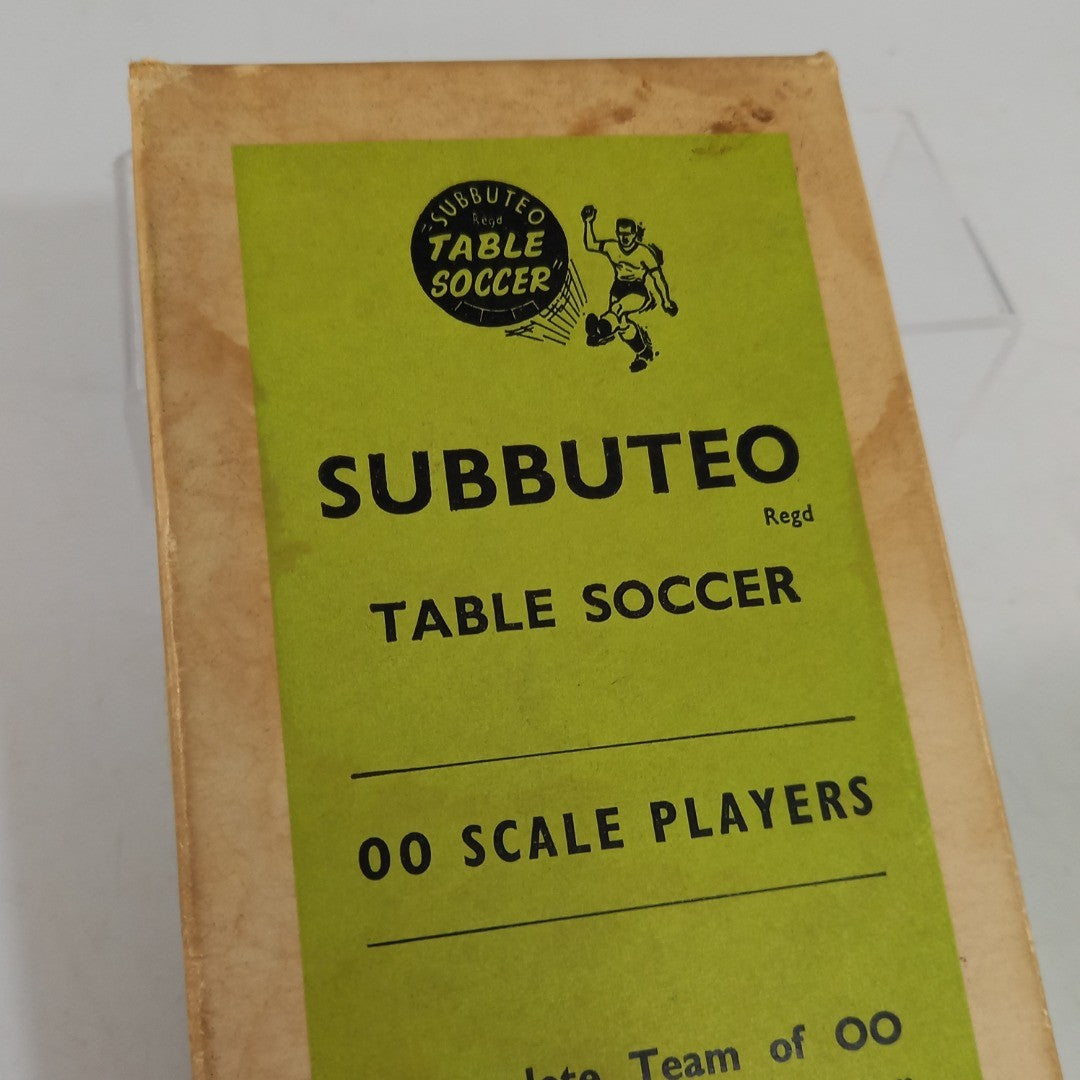 "SUBBUTEO
Regd
TABLE
SOCCER"
SUBBUTEO
Regd
TABLE SOCCER
OO SCALE PLAYERS
Team of OO